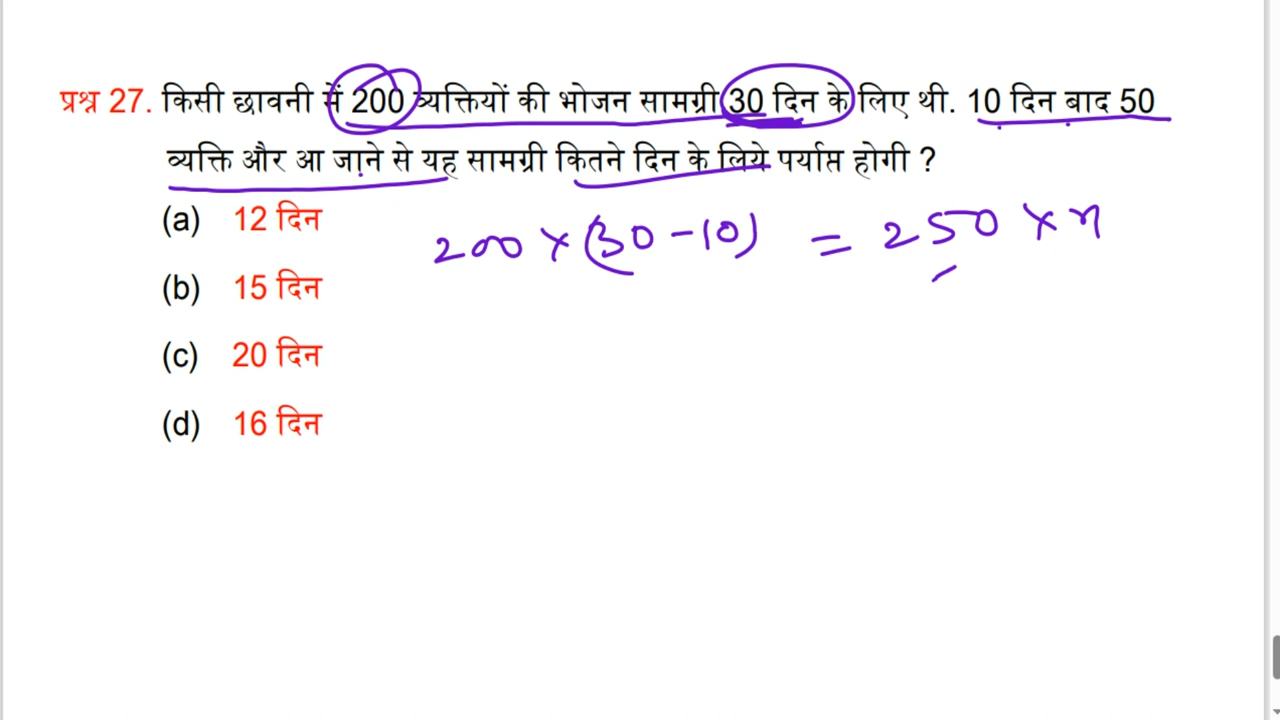 प्रश्न 27. किसी छावनी में 200 व्यक्तियों की भोजन सामग्री 30 दिन के लिए थी. 10 दिन बाद 50
व्यक्ति और आ जाने से यह सामग्री कितने दिन के लिये पर्याप्त होगी ?
(a) 12 दिन
200 × (30 - 10) = 250 × n
(b) 15 दिन
(c) 20 दिन
(d) 16 दिन